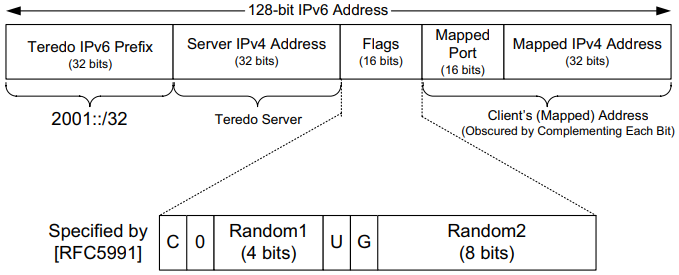 128-bit IPv6 Address
Teredo IPv6 Prefix
(32 bits)
Server IPv4 Address
(32 bits)
Flags
(16 bits)
Mapped
Port
(16 bits)
Mapped IPv4 Address
(32 bits)
2001::/32
Teredo Server
Client's (Mapped) Address
(Obscured by Complementing Each Bit)
Specified by
[RFC5991]
C
0
Random1
(4 bits)
U
G
Random2
(8 bits)